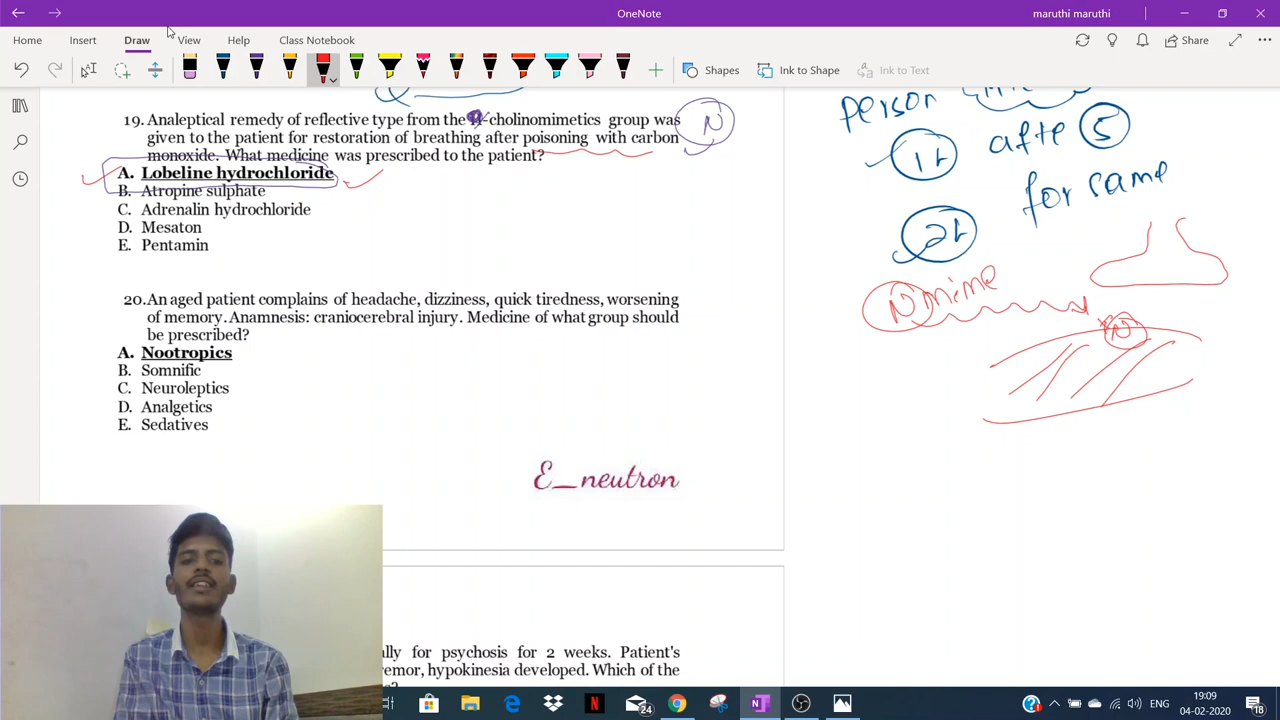 OneNote
maruthi maruthi
Home Insert Draw View Help Class Notebook
Share
Shapes Ink to Shape Ink to Text
19. Analeptical remedy of reflective type from the -cholinomimetics group was
given to the patient for restoration of breathing after poisoning with carbon
monoxide. What medicine was prescribed to the patient?
A. Lobeline hydrochloride
B. Atropine sulphate
C. Adrenalin hydrochloride
D. Mesaton
E. Pentamin
N
person
1t after 5
2t for same
N mime
N
20. An aged patient complains of headache, dizziness, quick tiredness, worsening
of memory. Anamnesis: craniocerebral injury. Medicine of what group should
be prescribed?
A. Nootropics
B. Somnific
C. Neuroleptics
D. Analgetics
E. Sedatives
E_neutron
ally for psychosis for 2 weeks. Patient's
emor, hypokinesia developed. Which of the
24
ENG
19:09
04-02-2020
18